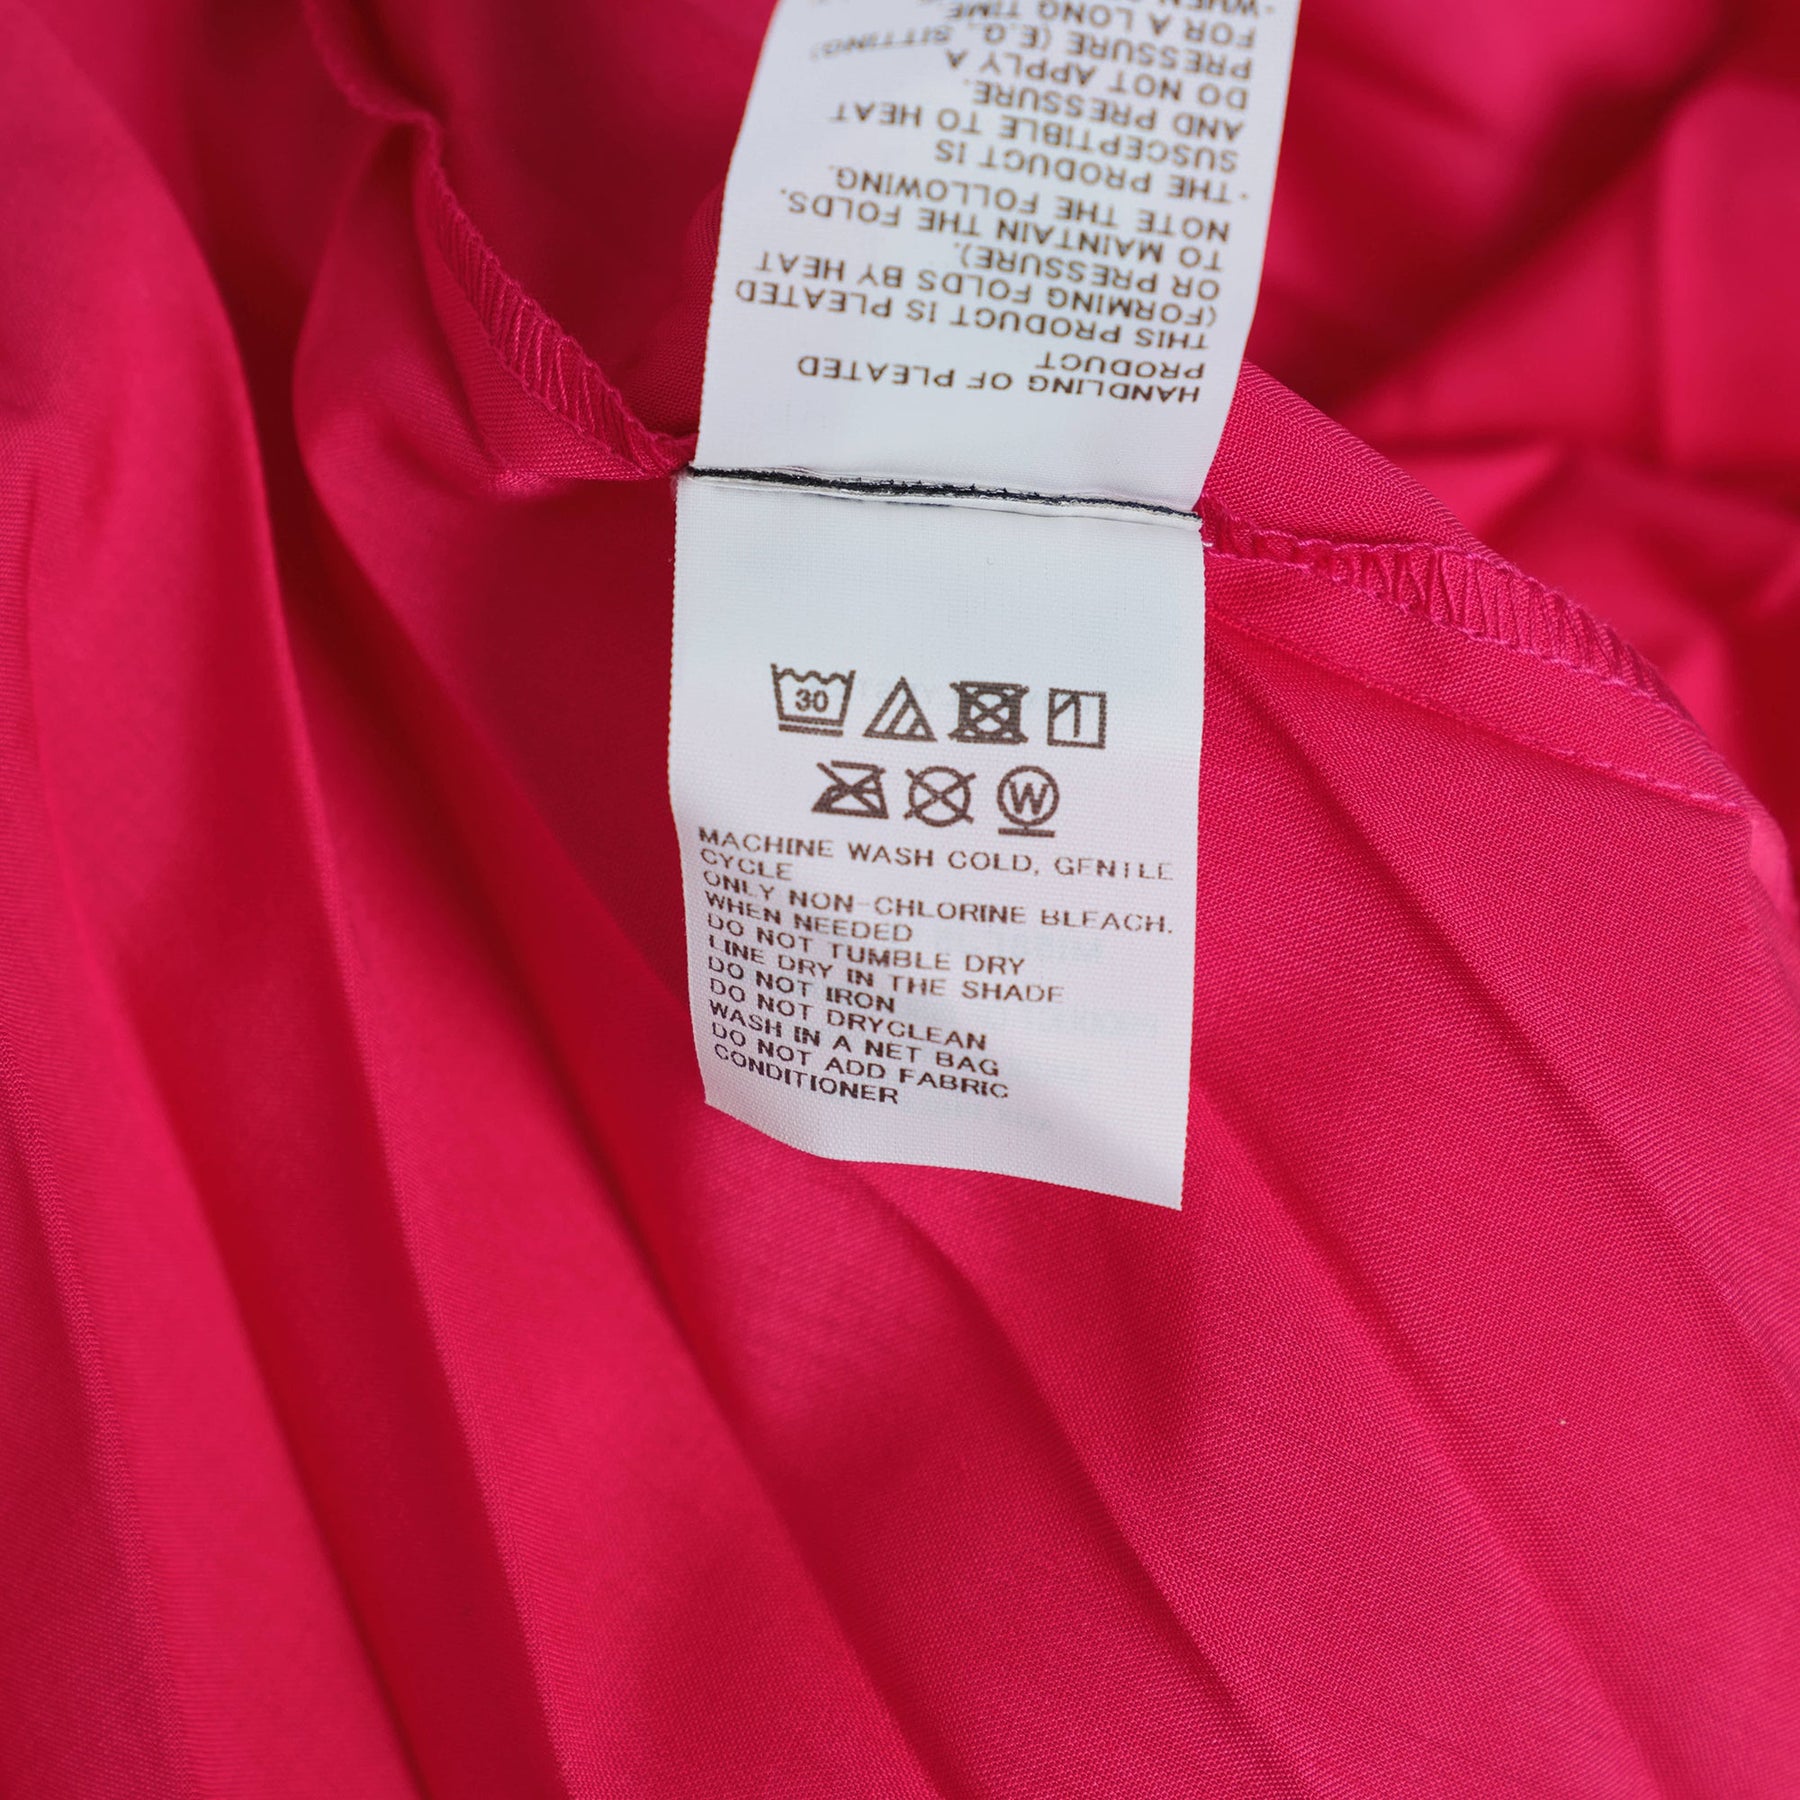 HANDLING OF PLEATED
PRODUCT
THIS PRODUCT IS PLEATED
(FORMING FOLDS BY HEAT
OR PRESSURE).
TO MAINTAIN THE FOLDS.
NOTE THE FOLLOWING.
・THE PRODUCT IS
SUSCEPTIBLE TO HEAT
AND PRESSURE.
DO NOT APPLY A
PRESSURE (E.G., SITTING)
FOR A LONG TIME.
・WHEN
30
W
MACHINE WASH COLD, GENTLE
CYCLE
ONLY NON-CHLORINE BLEACH.
WHEN NEEDED
DO NOT TUMBLE DRY
LINE DRY IN THE SHADE
DO NOT IRON
DO NOT DRYCLEAN
WASH IN A NET BAG
DO NOT ADD FABRIC
CONDITIONER